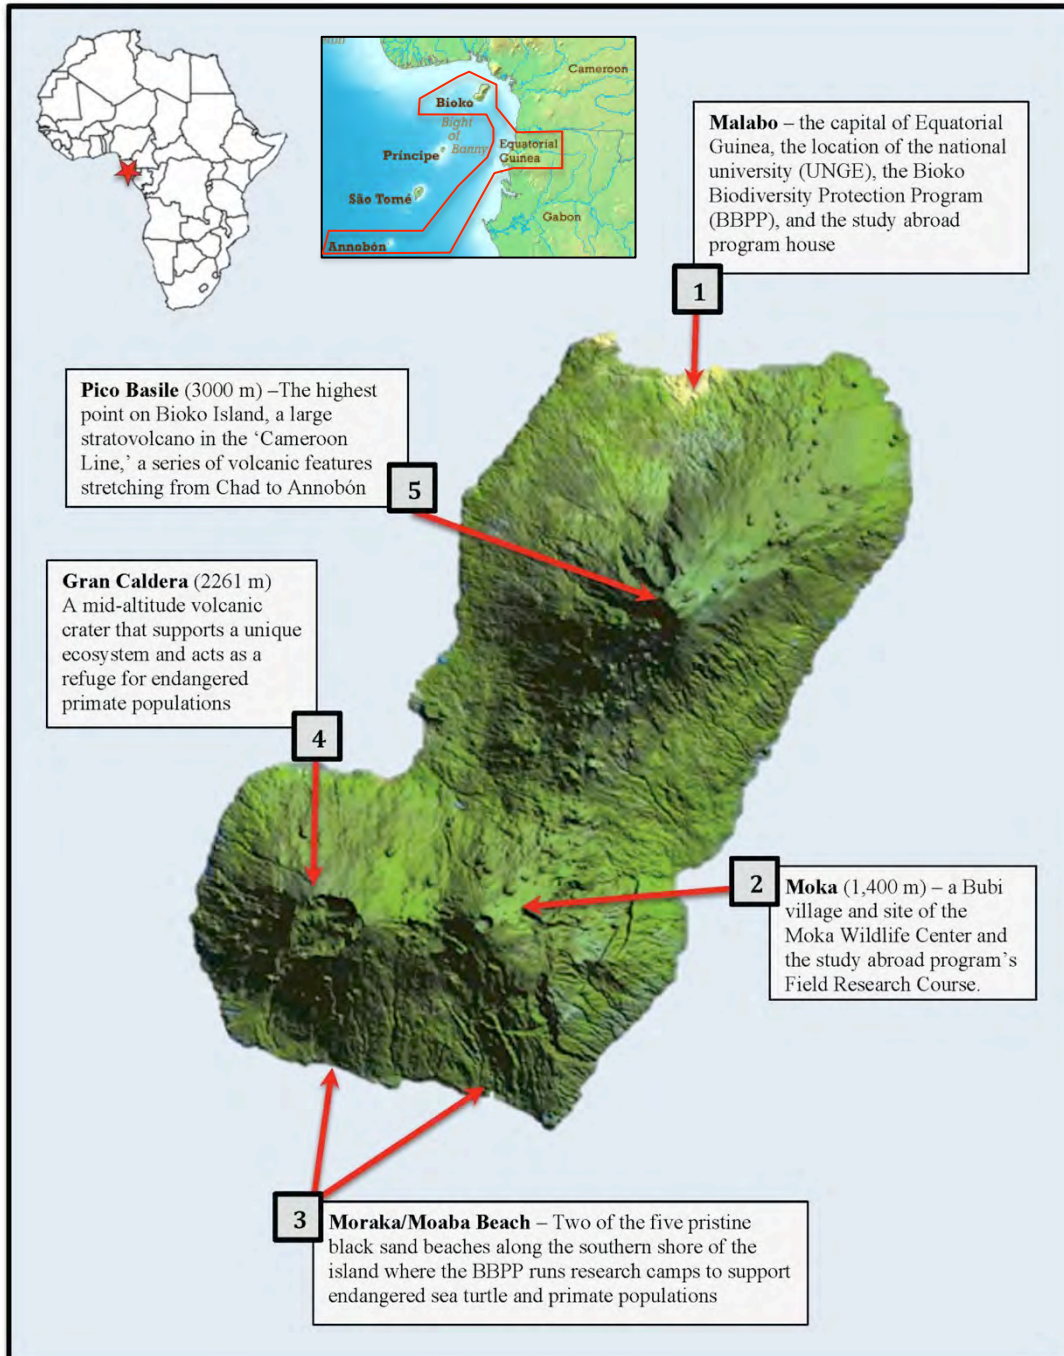 Cameroon
Bioko
Bight
of
Banny
Príncipe
Equatorial
Guinea
São Tomé
Gabon
Annobón
Malabo – the capital of Equatorial
Guinea, the location of the national
university (UNGE), the Bioko
Biodiversity Protection Program
(BBPP), and the study abroad
program house
1
Pico Basile (3000 m) –The highest
point on Bioko Island, a large
stratovolcano in the ‘Cameroon
Line,’ a series of volcanic features
stretching from Chad to Annobón
5
Gran Caldera (2261 m)
A mid-altitude volcanic
crater that supports a unique
ecosystem and acts as a
refuge for endangered
primate populations
4
2
Moka (1,400 m) – a Bubi
village and site of the
Moka Wildlife Center and
the study abroad program’s
Field Research Course.
3
Moraka/Moaba Beach – Two of the five pristine
black sand beaches along the southern shore of the
island where the BBPP runs research camps to support
endangered sea turtle and primate populations